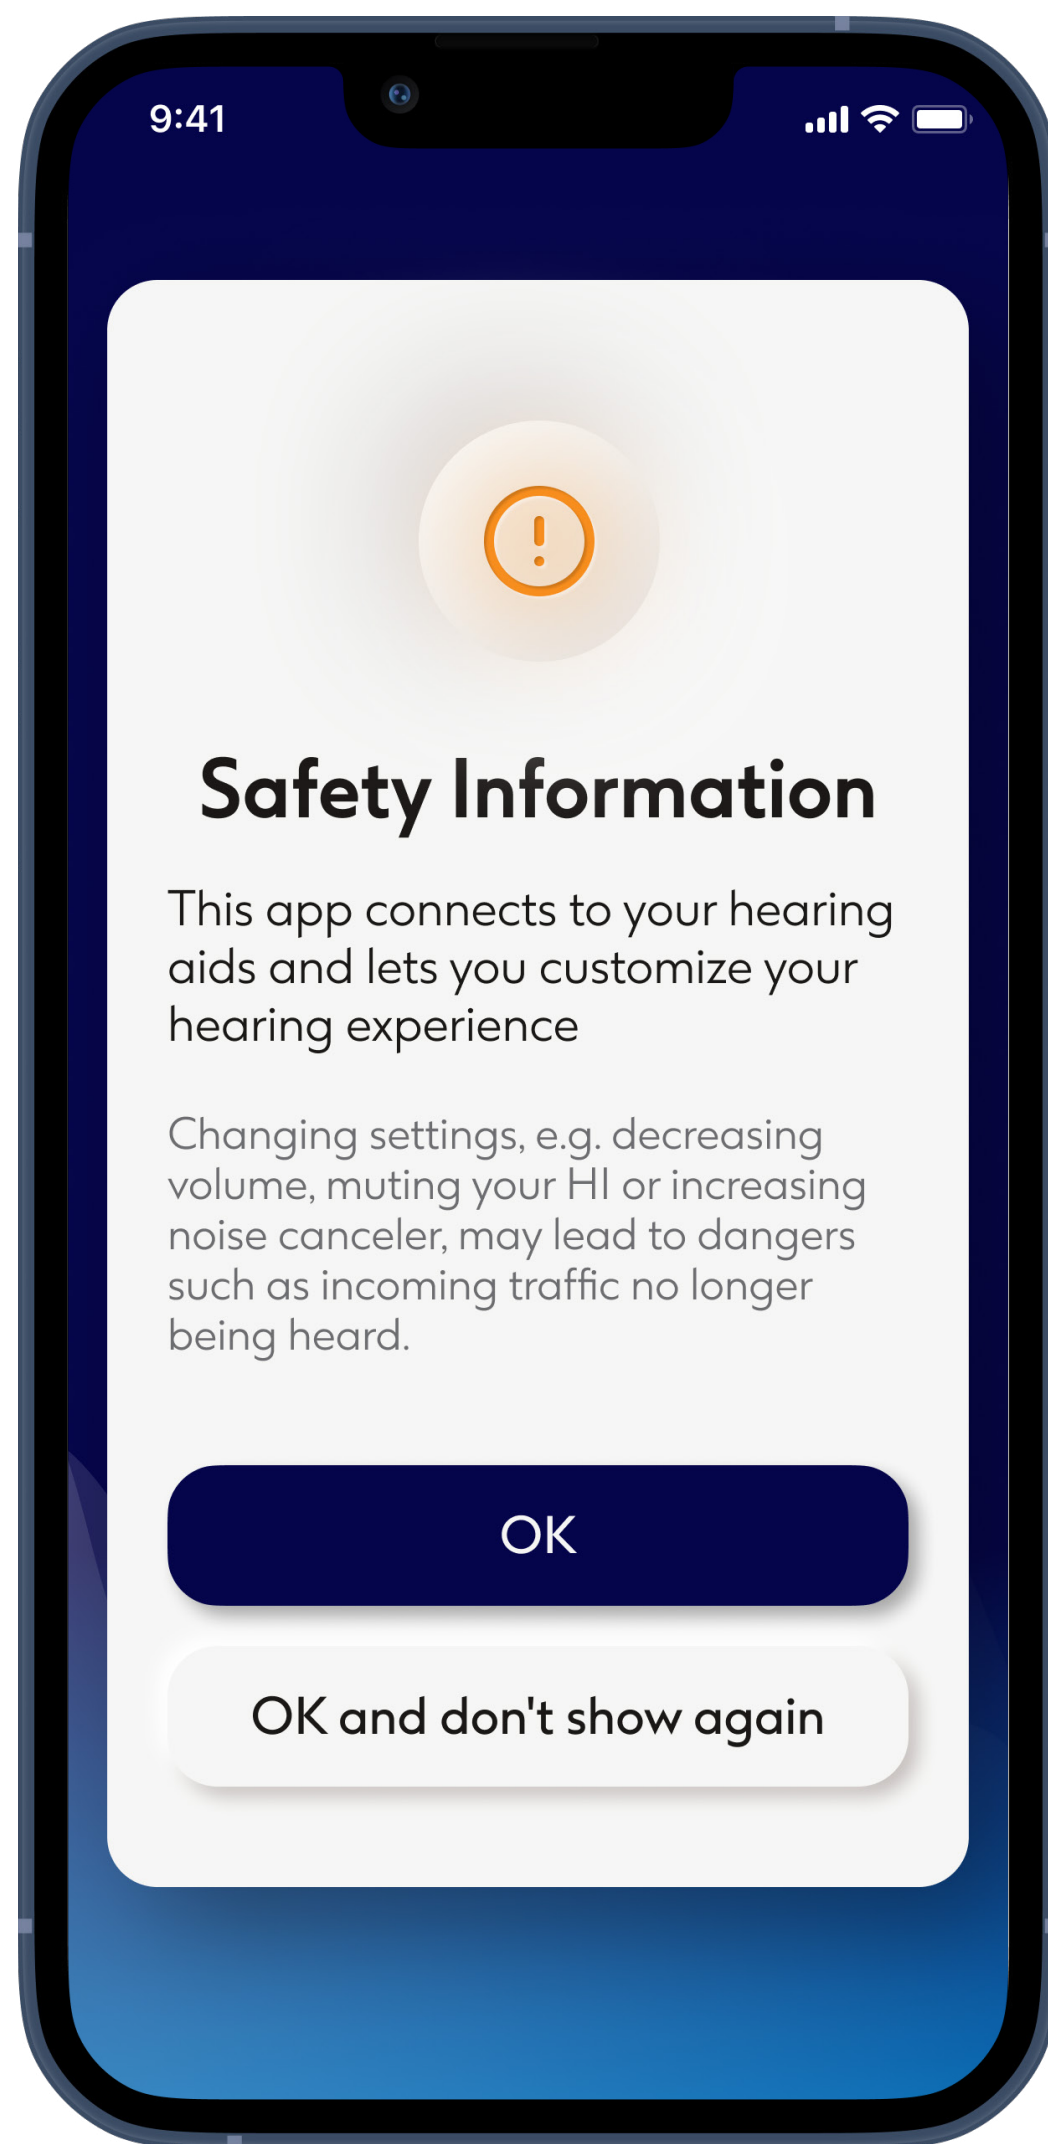 9:41
Safety Information
This app connects to your hearing
aids and lets you customize your
hearing experience
Changing settings, e.g. decreasing
volume, muting your HI or increasing
noise canceler, may lead to dangers
such as incoming traffic no longer
being heard.
OK
OK and don't show again